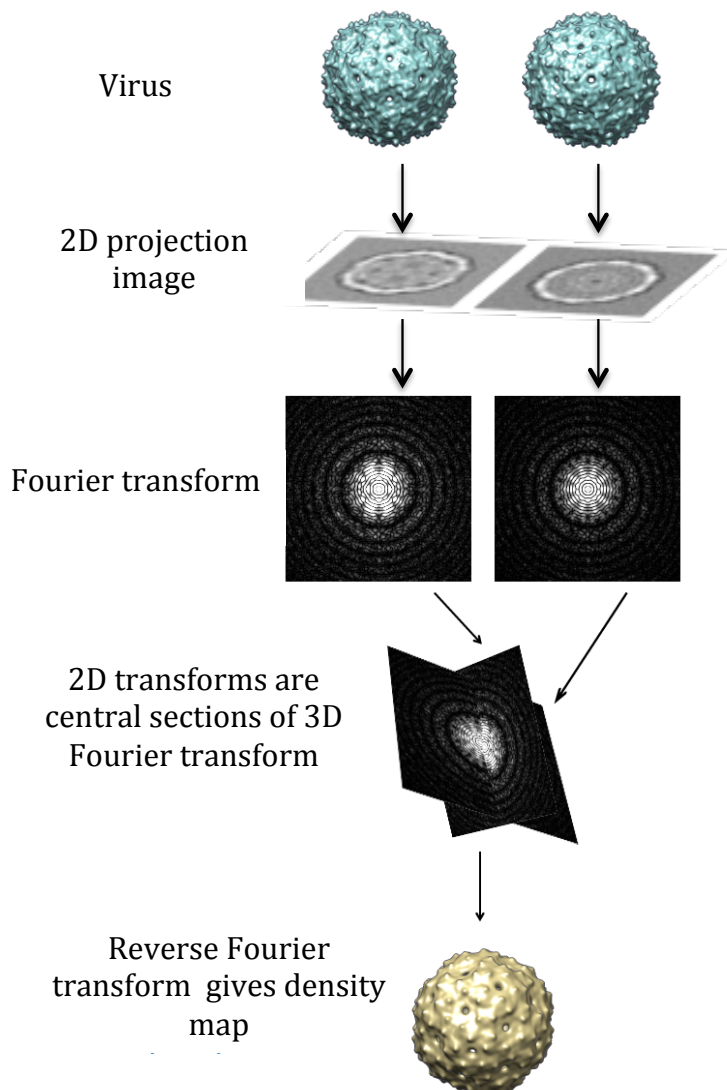 Virus
2D projection
image
Fourier transform
2D transforms are
central sections of 3D
Fourier transform
Reverse Fourier
transform  gives density
map